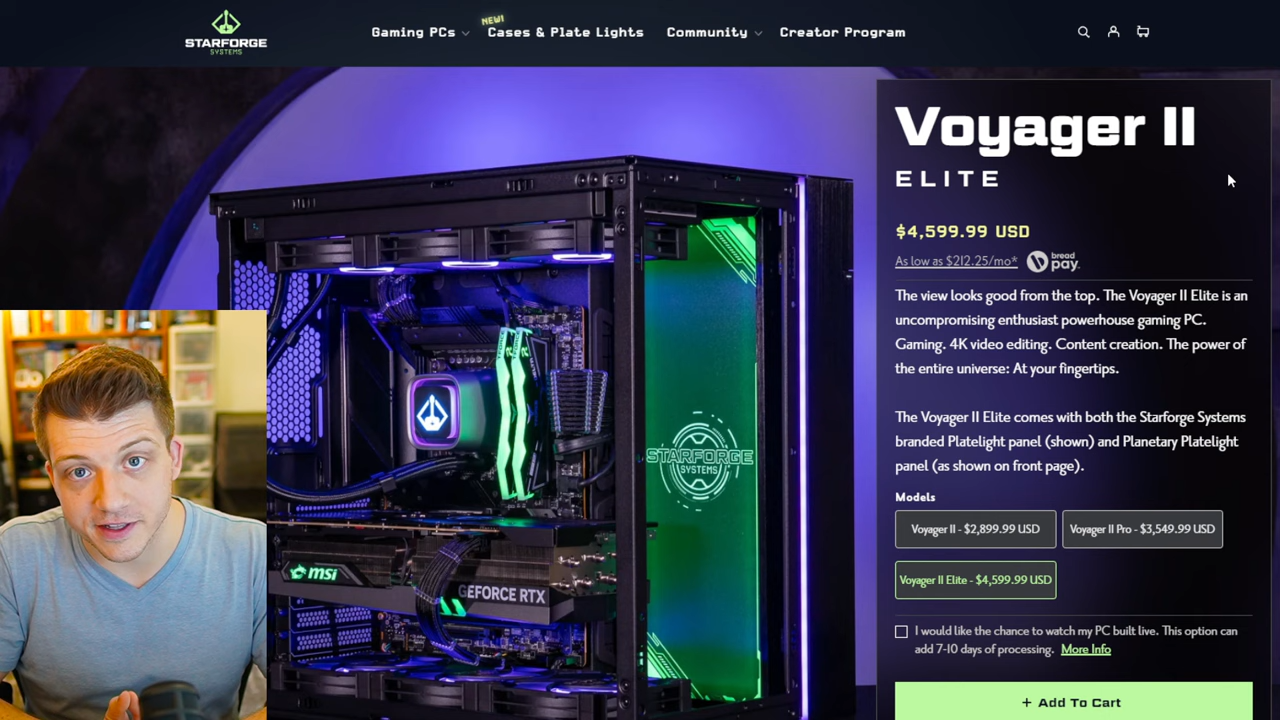 STARFORGE
SYSTEMS
Gaming PCs
NEW!
Cases & Plate Lights
Community
Creator Program
Voyager II
ELITE
$4,599.99 USD
As low as $212.25/mo*
bread
pay
The view looks good from the top. The Voyager II Elite is an
uncompromising enthusiast powerhouse gaming PC.
Gaming. 4K video editing. Content creation. The power of
the entire universe: At your fingertips.
The Voyager II Elite comes with both the Starforge Systems
branded Platelight panel (shown) and Planetary Platelight
panel (as shown on front page).
Models
Voyager II - $2,899.99 USD
Voyager II Pro - $3,549.99 USD
Voyager II Elite - $4,599.99 USD
I would like the chance to watch my PC built live. This option can
add 7-10 days of processing. More Info
+ Add To Cart
STARFORGE
SYSTEMS
msi
GEFORCE RTX